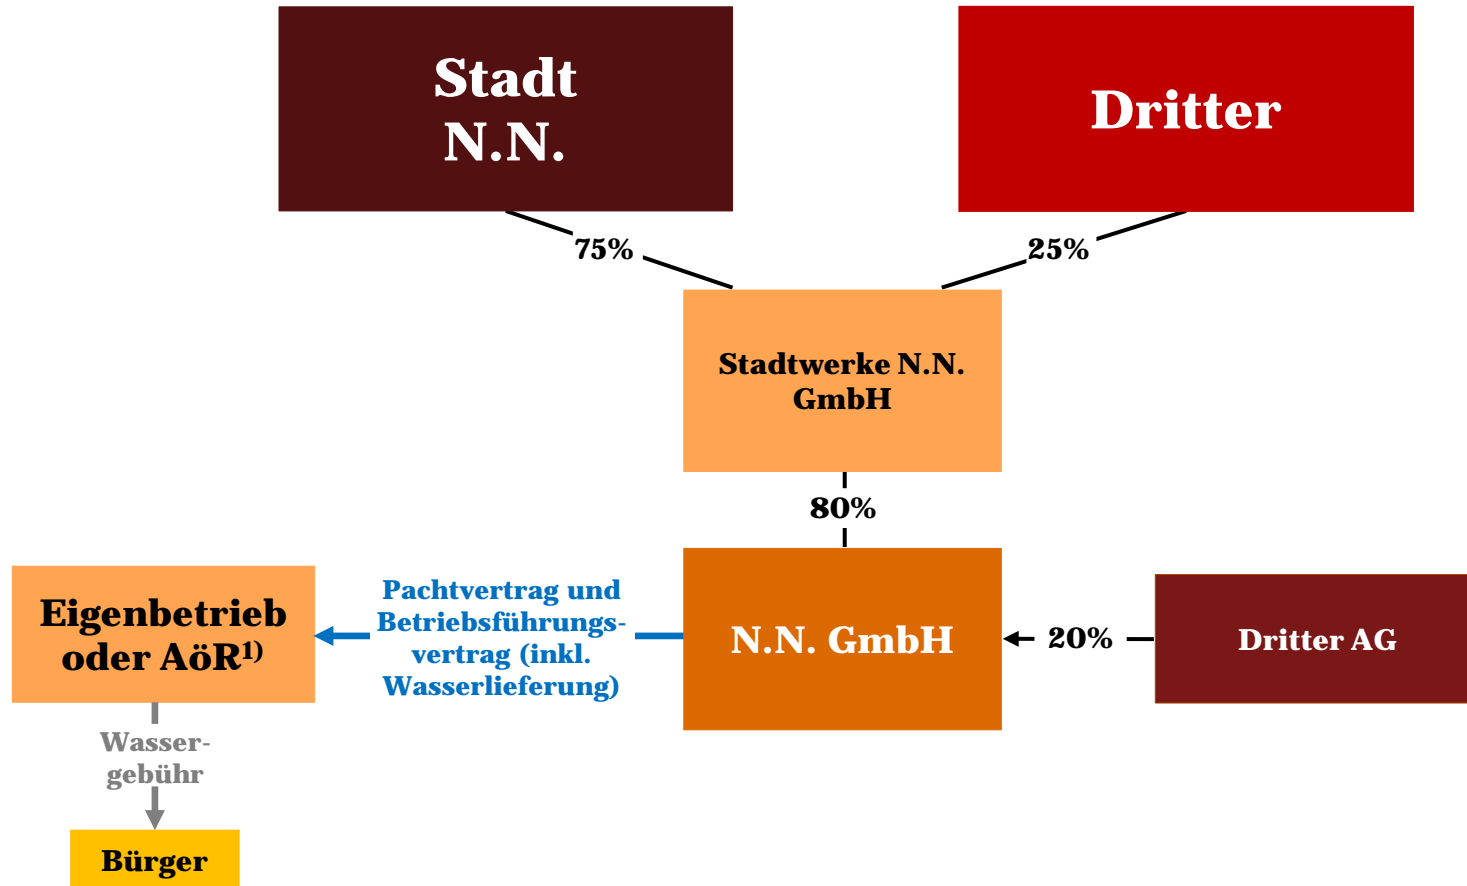 Stadt
N.N.
Dritter
75%
25%
Stadtwerke N.N.
GmbH
80%
Eigenbetrieb
oder AöR1)
Pachtvertrag und
Betriebsführungs-
vertrag (inkl.
Wasserlieferung)
N.N. GmbH
20%
Dritter AG
Wasser-
gebühr
Bürger